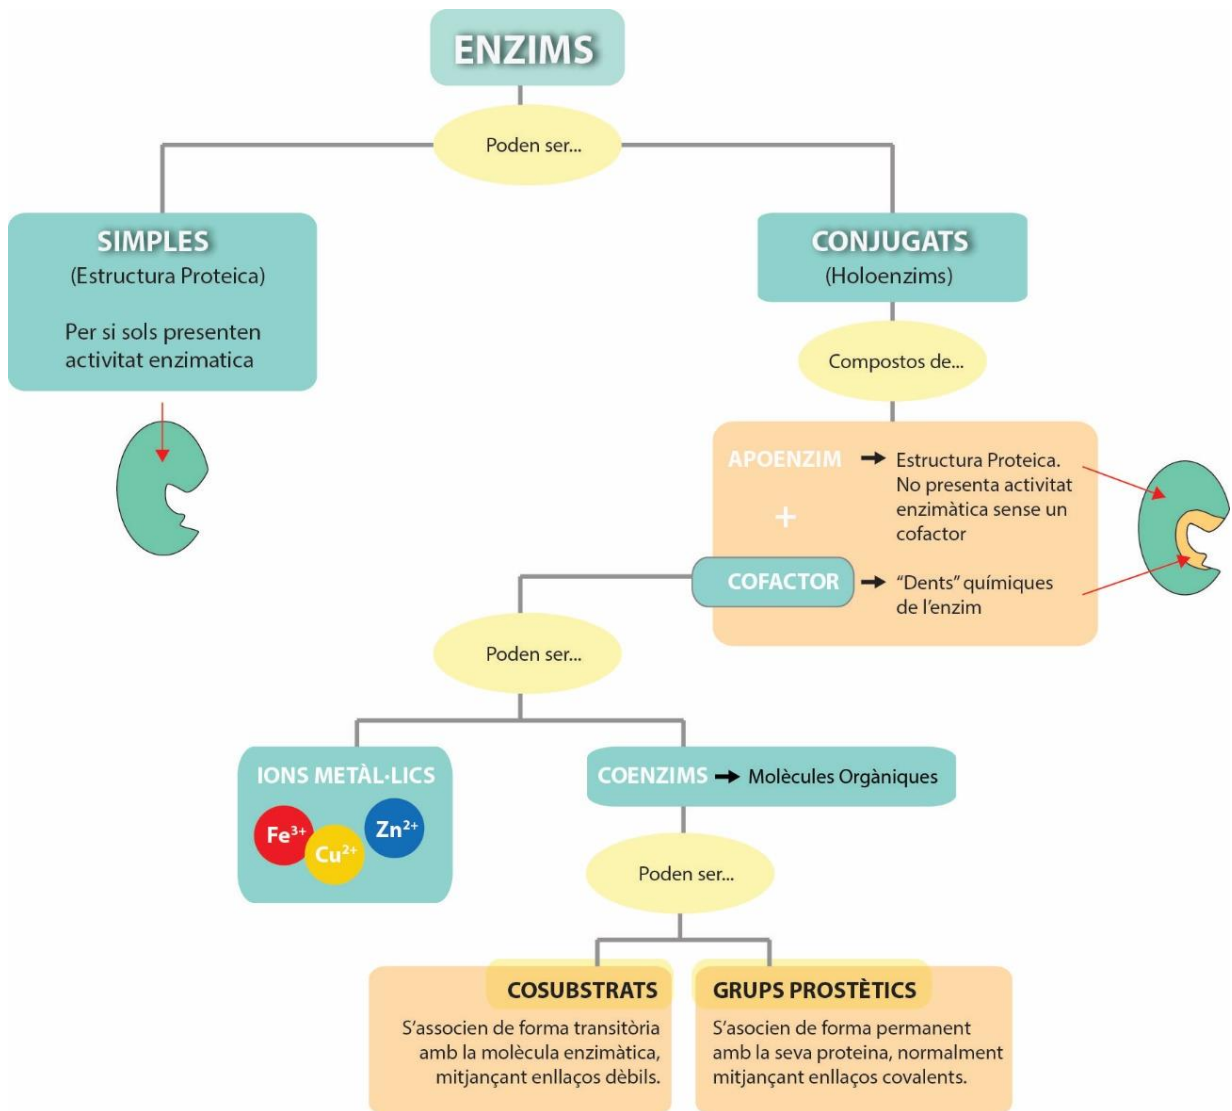 ENZIMS
Poden ser...
SIMPLES
(Estructura Proteica)
Per si sols presenten
activitat enzimatica
CONJUGATS
(Holoenzims)
Compostos de...
APOENZIM → Estructura Proteica.
No presenta activitat
enzimàtica sense un
cofactor
+
COFACTOR → “Dents” químiques
de l’enzim
Poden ser...
IONS METÀL·LICS
Fe³⁺
Cu²⁺
Zn²⁺
COENZIMS → Molècules Orgàniques
Poden ser...
COSUBSTRATS
S’associen de forma transitòria
amb la molècula enzimàtica,
mitjançant enllaços dèbils.
GRUPS PROSTÈTICS
S’asocien de forma permanent
amb la seva proteina, normalment
mitjançant enllaços covalents.